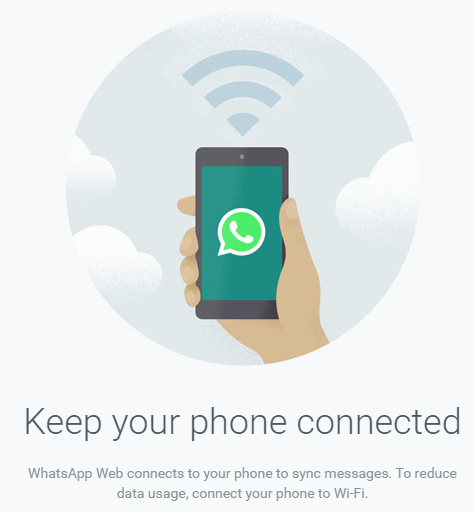 Keep your phone connected
WhatsApp Web connects to your phone to sync messages. To reduce
data usage, connect your phone to Wi-Fi.